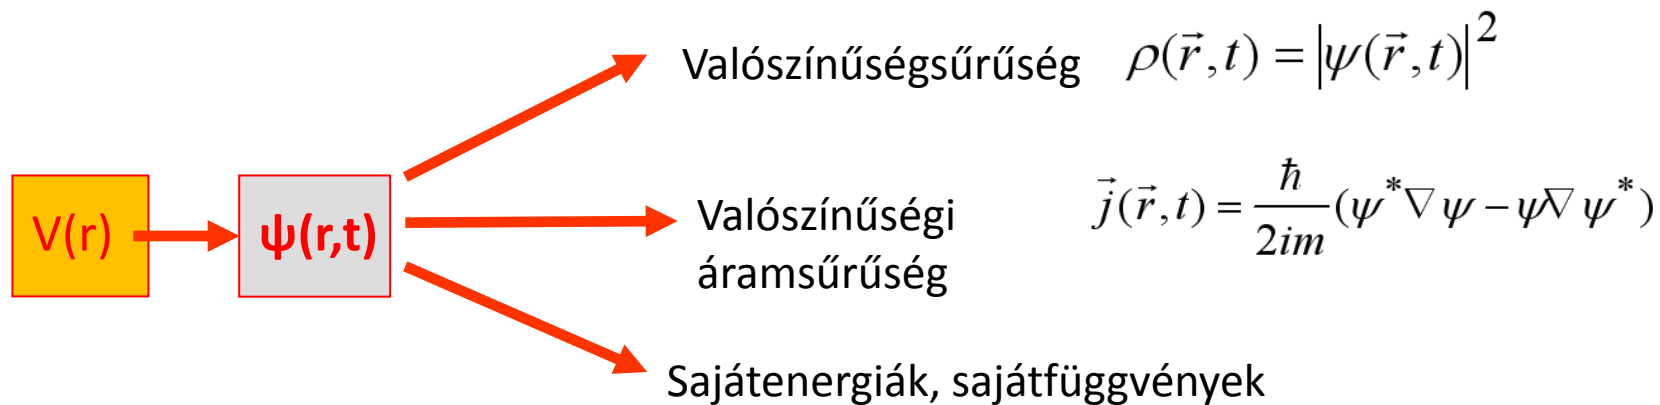 Valószínűségsűrűség ρ(r⃗,t) = |ψ(r⃗,t)|²
V(r)
ψ(r,t)
Valószínűségi
áramsűrűség
j⃗(r⃗,t) = ħ/2im (ψ*∇ψ − ψ∇ψ*)
Sajátenergiák, sajátfüggvények